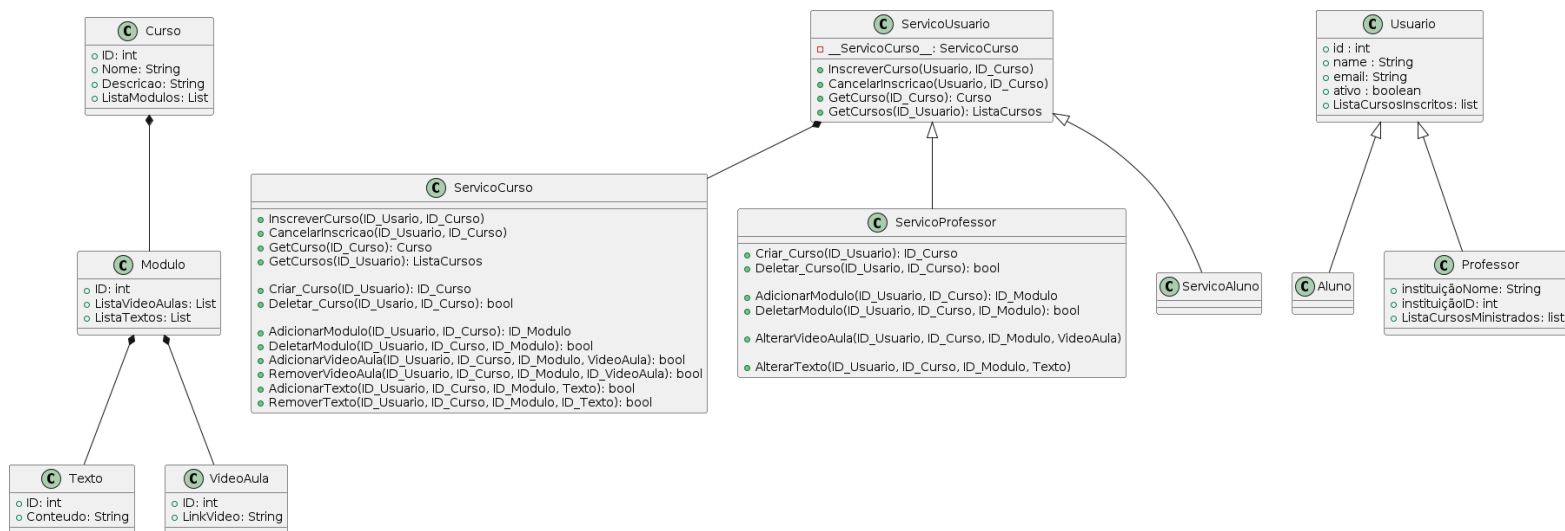 C Curso
ID: int
Nome: String
Descricao: String
ListaModulos: List
C Modulo
ID: int
ListaVideoAulas: List
ListaTextos: List
C Texto
ID: int
Conteudo: String
C VideoAula
ID: int
LinkVideo: String
C ServicoUsuario
__ServicoCurso__: ServicoCurso
InscreverCurso(Usuario, ID_Curso)
CancelarInscricao(Usuario, ID_Curso)
GetCurso(ID_Curso): Curso
GetCursos(ID_Usuario): ListaCursos
C ServicoCurso
InscreverCurso(ID_Usario, ID_Curso)
CancelarInscricao(ID_Usuario, ID_Curso)
GetCurso(ID_Curso): Curso
GetCursos(ID_Usuario): ListaCursos
Criar_Curso(ID_Usuario): ID_Curso
Deletar_Curso(ID_Usario, ID_Curso): bool
AdicionarModulo(ID_Usuario, ID_Curso): ID_Modulo
DeletarModulo(ID_Usuario, ID_Curso, ID_Modulo): bool
AdicionarVideoAula(ID_Usuario, ID_Curso, ID_Modulo, VideoAula): bool
RemoverVideoAula(ID_Usuario, ID_Curso, ID_Modulo, ID_VideoAula): bool
AdicionarTexto(ID_Usuario, ID_Curso, ID_Modulo, Texto): bool
RemoverTexto(ID_Usuario, ID_Curso, ID_Modulo, ID_Texto): bool
C ServicoProfessor
Criar_Curso(ID_Usuario): ID_Curso
Deletar_Curso(ID_Usario, ID_Curso): bool
AdicionarModulo(ID_Usuario, ID_Curso): ID_Modulo
DeletarModulo(ID_Usuario, ID_Curso, ID_Modulo): bool
AlterarVideoAula(ID_Usuario, ID_Curso, ID_Modulo, VideoAula)
AlterarTexto(ID_Usuario, ID_Curso, ID_Modulo, Texto)
C ServicoAluno
C Usuario
id : int
name : String
email: String
ativo : boolean
ListaCursosInscritos: list
C Aluno
C Professor
instituiçãoNome: String
instituiçãoID: int
ListaCursosMinistrados: list